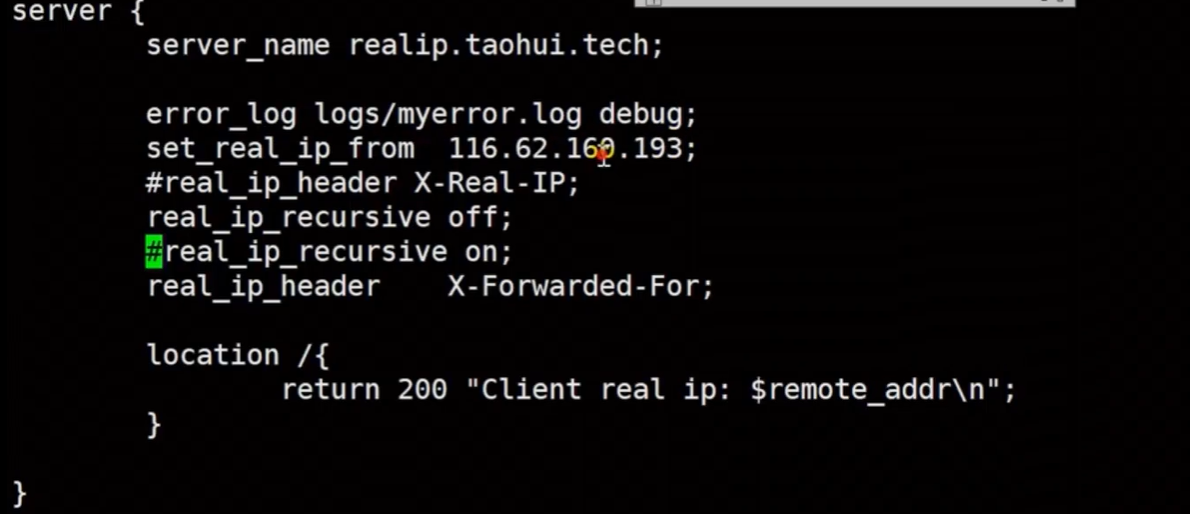 server {
server_name realip.taohui.tech;
error_log logs/myerror.log debug;
set_real_ip_from 116.62.160.193;
#real_ip_header X-Real-IP;
real_ip_recursive off;
#real_ip_recursive on;
real_ip_header X-Forwarded-For;
location /{
return 200 "Client real ip: $remote_addr\n";
}
}